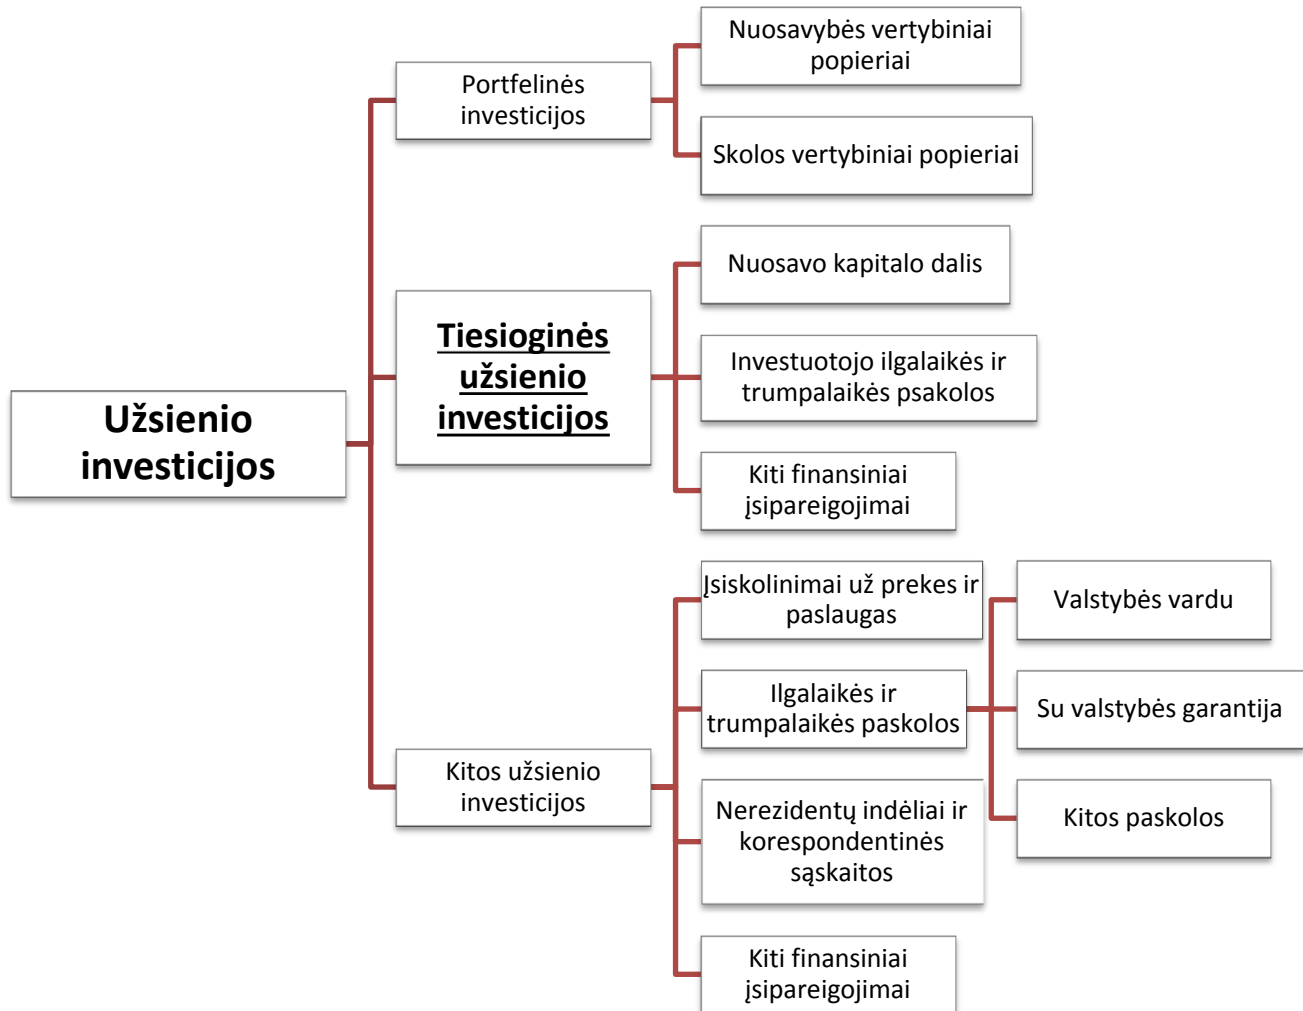 Užsienio
investicijos
Portfelinės
investicijos
Nuosavybės vertybiniai
popieriai
Skolos vertybiniai popieriai
Tiesioginės
užsienio
investicijos
Nuosavo kapitalo dalis
Investuotojo ilgalaikės ir
trumpalaikės psakolos
Kiti finansiniai
įsipareigojimai
Kitos užsienio
investicijos
Įsiskolinimai už prekes ir
paslaugas
Ilgalaikės ir
trumpalaikės paskolos
Valstybės vardu
Su valstybės garantija
Kitos paskolos
Nerezidentų indėliai ir
korespondentinės
sąskaitos
Kiti finansiniai
įsipareigojimai